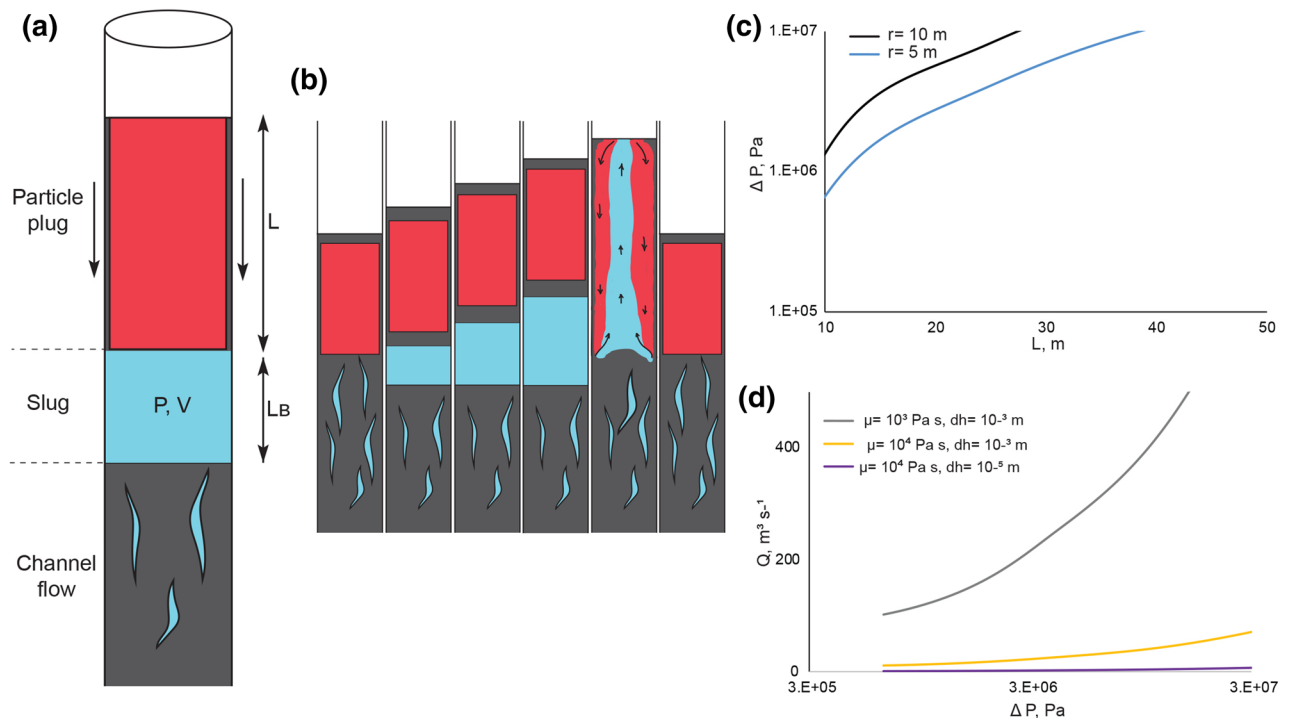 (a)
Particle
plug
L
Slug
P, V
LB
Channel
flow
(b)
(c)
1.E+07
r= 10 m
r= 5 m
Δ P, Pa
1.E+06
1.E+05
10
20
30
40
50
L, m
(d)
μ= 10³ Pa s, dh= 10-³ m
μ= 10⁴ Pa s, dh= 10-³ m
μ= 10⁴ Pa s, dh= 10-⁵ m
Q, m³ s-¹
400
200
0
3.E+05
3.E+06
3.E+07
Δ P, Pa